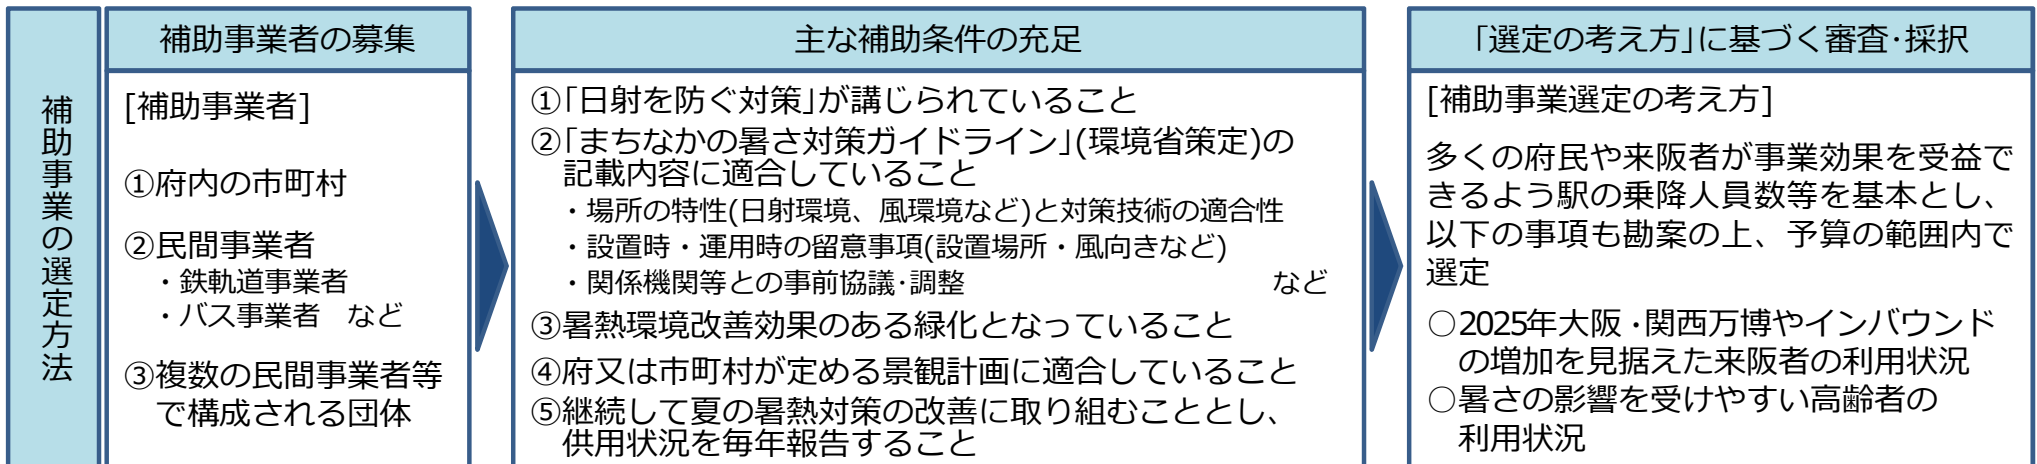 補助事業の選定方法
補助事業者の募集
[補助事業者]
①府内の市町村
②民間事業者
・鉄軌道事業者
・バス事業者　など
③複数の民間事業者等
で構成される団体
主な補助条件の充足
①｢日射を防ぐ対策｣が講じられていること
②｢まちなかの暑さ対策ガイドライン｣(環境省策定)の
記載内容に適合していること
・場所の特性(日射環境、風環境など)と対策技術の適合性
・設置時・運用時の留意事項(設置場所・風向きなど)
・関係機関等との事前協議･調整　　　　　　　　　　など
③暑熱環境改善効果のある緑化となっていること
④府又は市町村が定める景観計画に適合していること
⑤継続して夏の暑熱対策の改善に取り組むこととし、
供用状況を毎年報告すること
｢選定の考え方｣に基づく審査･採択
[補助事業選定の考え方]
多くの府民や来阪者が事業効果を受益で
きるよう駅の乗降人員数等を基本とし、
以下の事項も勘案の上、予算の範囲内で
選定
○2025年大阪･関西万博やインバウンド
の増加を見据えた来阪者の利用状況
○暑さの影響を受けやすい高齢者の
利用状況